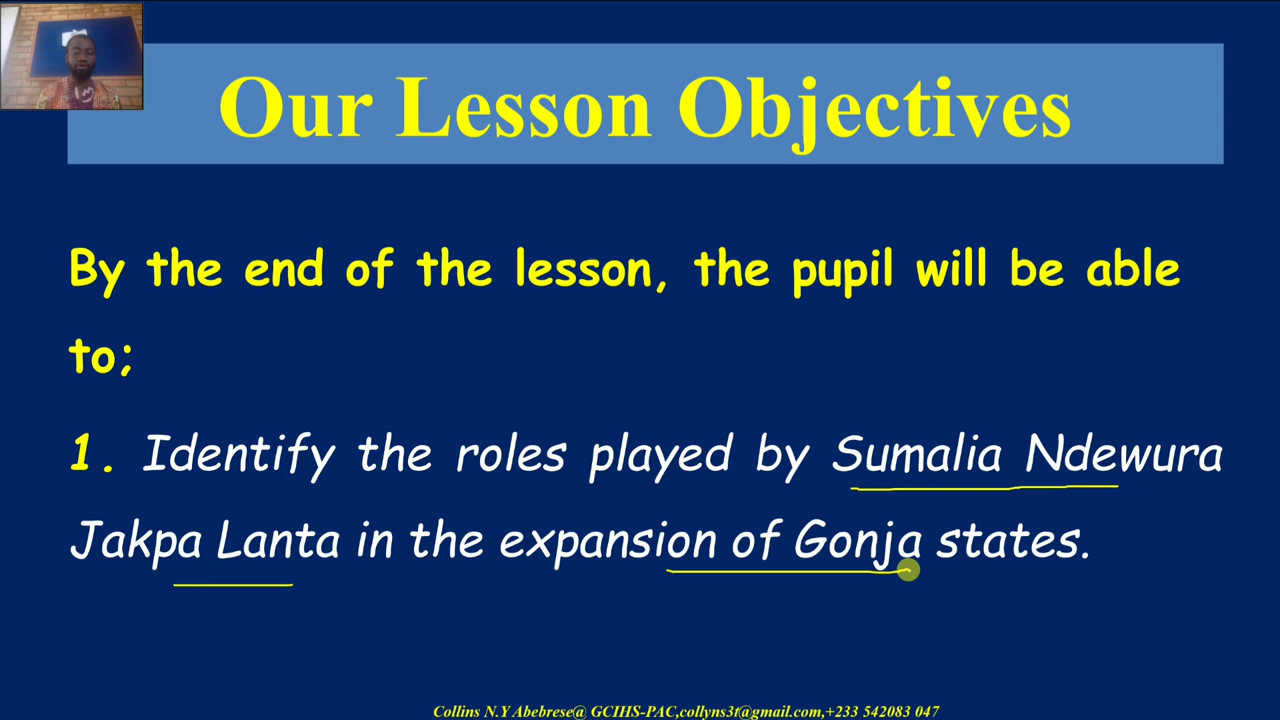 Our Lesson Objectives
By the end of the lesson, the pupil will be able
to;
1. Identify the roles played by Sumalia Ndewura
Jakpa Lanta in the expansion of Gonja states.
Collins N.Y Abebrese@ GCIHS-PAC,collyns3t@gmail.com,+233 542083 047